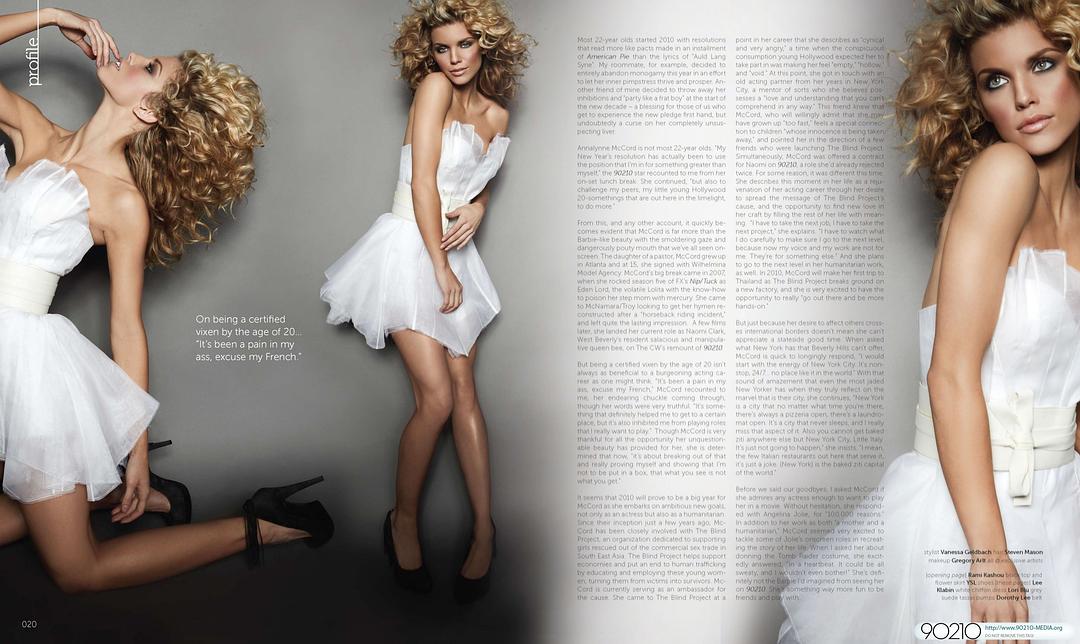 profile
On being a certified
vixen by the age of 20...
"It's been a pain in my
ass, excuse my French."
020
Most 22-year olds started 2010 with resolutions
that read more like pacts made in an installment
of American Pie than the lyrics of "Auld Lang
Syne". My roommate, for example, decided to
entirely abandon monogamy this year in an effort
to let her inner pimpstress thrive and prosper. An-
other friend of mine decided to throw away her
inhibitions and "party like a frat boy" at the start of
the new decade – a blessing for those of us who
get to experience the new pledge first hand, but
undoubtedly a curse on her completely unsus-
pecting liver.
Annalynne McCord is not most 22-year olds. "My
New Year's resolution has actually been to use
the position that I'm in for something greater than
myself," the 90210 star recounted to me from her
on-set lunch break. She continued, "but also to
challenge my peers, my little young Hollywood
20-somethings that are out here in the limelight,
to do more."
From this, and any other account, it quickly be-
comes evident that McCord is far more than the
Barbie-like beauty with the smoldering gaze and
dangerously pouty mouth that we've all seen on-
screen. The daughter of a pastor, McCord grew up
in Atlanta and at 15, she signed with Wilhelmina
Model Agency. McCord's big break came in 2007,
when she rocked season five of FX's Nip/Tuck as
Eden Lord, the volatile Lolita with the know-how
to poison her step mom with mercury. She came
to McNamara/Troy looking to get her hymen re-
constructed after a "horseback riding incident,"
and left quite the lasting impression. A few films
later, she landed her current role as Naomi Clark,
West Beverly's resident salacious and manipula-
tive queen bee, on The CW's remount of 90210
But being a certified vixen by the age of 20 isn't
always as beneficial to a burgeoning acting ca-
reer as one might think. "It's been a pain in my
ass, excuse my French," McCord recounted to
me, her endearing chuckle coming through,
though her words were very truthful. "It's some-
thing that definitely helped me to get to a certain
place, but it's also inhibited me from playing roles
that I really want to play.". Though McCord is very
thankful for all the opportunity her unquestion-
able beauty has provided for her, she is deter-
mined that now, "it's about breaking out of that
and really proving myself and showing that I'm
not to be put in a box, that what you see is not
what you get."
It seems that 2010 will prove to be a big year for
McCord as she embarks on ambitious new goals,
not only as an actress but also as a humanitarian.
Since their inception just a few years ago, Mc-
Cord has been closely involved with The Blind
Project, an organization dedicated to supporting
girls rescued out of the commercial sex trade in
South East Asia. The Blind Project helps support
economies and put an end to human trafficking
by educating and employing these young wom-
en, turning them from victims into survivors. Mc-
Cord is currently serving as an ambassador for
the cause. She came to The Blind Project at a
point in her career that she describes as "cynical
and very angry," a time when the conspicuous
consumption young Hollywood expected her to
take part in was making her feel "empty," "hollow,"
and "void." At this point, she got in touch with an
old acting partner from her years in New York
City, a mentor of sorts who she believes pos-
sesses a "love and understanding that you can't
comprehend in any way." This friend knew that
McCord, who will willingly admit that she may
have grown up "too fast," feels a special connec-
tion to children "whose innocence is being taken
away," and pointed her in the direction of a few
friends who were launching The Blind Project.
Simultaneously, McCord was offered a contract
for Naomi on 90210, a role she'd already rejected
twice. For some reason, it was different this time.
She describes this moment in her life as a reju-
venation of her acting career through her desire
to spread the message of The Blind Project's
cause, and the opportunity to find new love in
her craft by filling the rest of her life with mean-
ing. "I have to take the next job, I have to take the
next project," she explains. "I have to watch what
I do carefully to make sure I go to the next level,
because now my voice and my work are not for
me. They're for something else." And she plans
to go to the next level in her humanitarian work,
as well. In 2010, McCord will make her first trip to
Thailand as The Blind Project breaks ground on
a new factory, and she is very excited to have the
opportunity to really "go out there and be more
hands-on."
But just because her desire to affect others cross-
es international borders doesn't mean she can't
appreciate a stateside good time. When asked
what New York has that Beverly Hills can't offer,
McCord is quick to longingly respond, "I would
start with the energy of New York City. It's non-
stop, 24/7... no place like it in the world." With that
sound of amazement that even the most jaded
New Yorker has when they truly reflect on the
marvel that is their city, she continues, "New York
is a city that no matter what time you're there,
there's always a pizzeria open, there's a laundro-
mat open. It's a city that never sleeps, and I really
miss that aspect of it. Also you cannot get baked
ziti anywhere else but New York City, Little Italy.
It's just not going to happen," she insists, "I mean,
the few Italian restaurants out here that serve it,
it's just a joke. [New York] is the baked ziti capital
of the world."
Before we said our goodbyes, I asked McCord if
she admires any actress enough to want to play
her in a movie. Without hesitation, she respond-
ed with Angelina Jolie, for "100,000 reasons."
In addition to her work as both "a mother and a
humanitarian," McCord seemed very excited to
tackle some of Jolie's onscreen roles in recreat-
ing the story of her life. When I asked her about
donning the Tomb Raider costume, she excit-
edly answered, "in a heartbeat. It could be all
sweaty, and I wouldn't even bother!" She's defi-
nitely not the Barbie I'd imagined from seeing her
on 90210. She's something way more fun to be
friends and play with.
stylist Vanessa Geldbach hair Steven Mason
makeup Gregory Arlt all @exclusive artists
[opening page] Rami Kashou black top and
flower skirt YSL shoes [these pages] Lee
Klabin white chiffon dress Lori Blu grey
suede tassel pumps Dorothy Lee belt
90210 http://www.90210-MEDIA.org
DO NOT REMOVE THIS TAG!